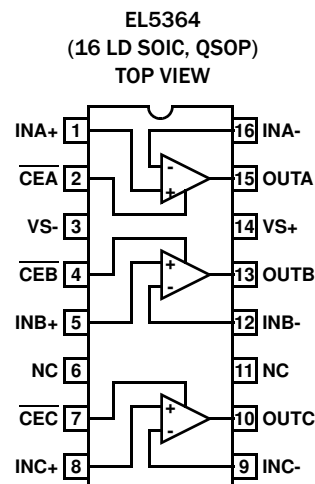 EL5364
(16 LD SOIC, QSOP)
TOP VIEW
INA+ 1 16 INA-
CEA 2 15 OUTA
VS- 3 14 VS+
CEB 4 13 OUTB
INB+ 5 12 INB-
NC 6 11 NC
CEC 7 10 OUTC
INC+ 8 9 INC-
- +
+ -
+ -